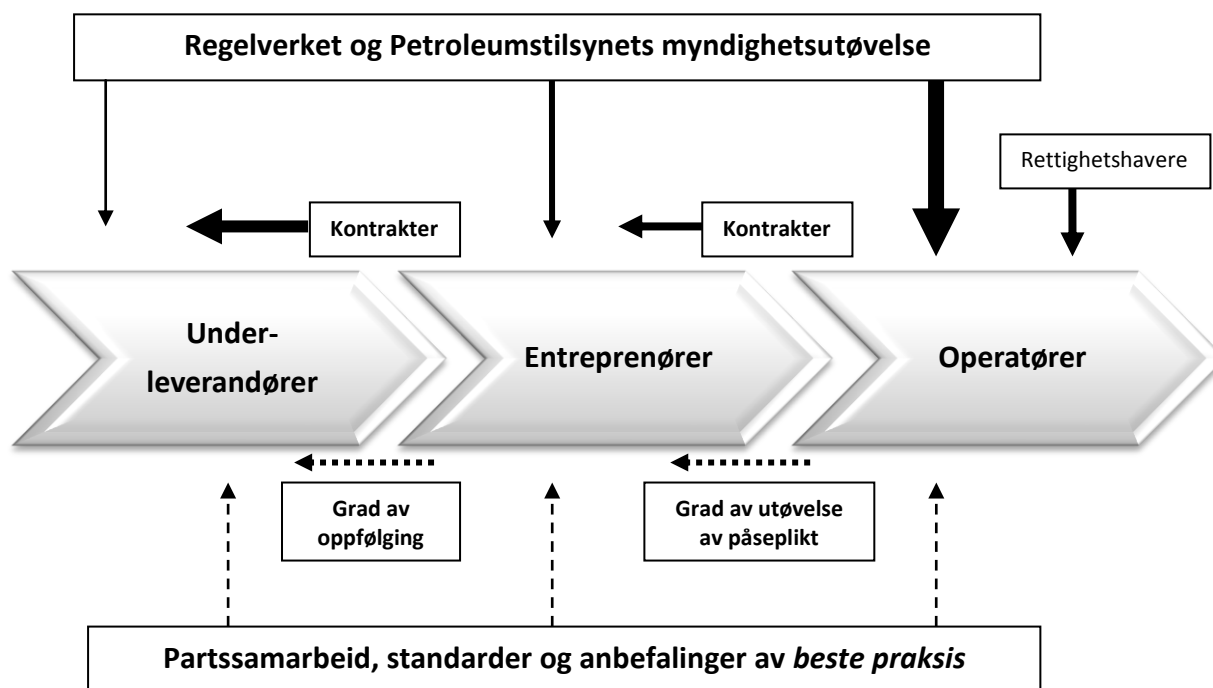 Regelverket og Petroleumstilsynets myndighetsutøvelse
Rettighetshavere
Kontrakter
Kontrakter
Under-
leverandører
Entreprenører
Operatører
Grad av
oppfølging
Grad av utøvelse
av påseplikt
Partssamarbeid, standarder og anbefalinger av beste praksis